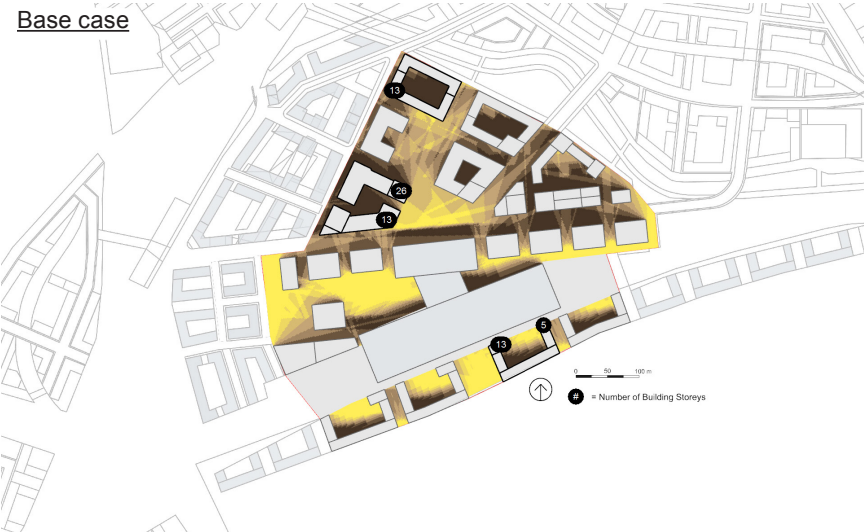 Base case
13
26
13
5
13
0 50 100 m
# = Number of Building Storeys